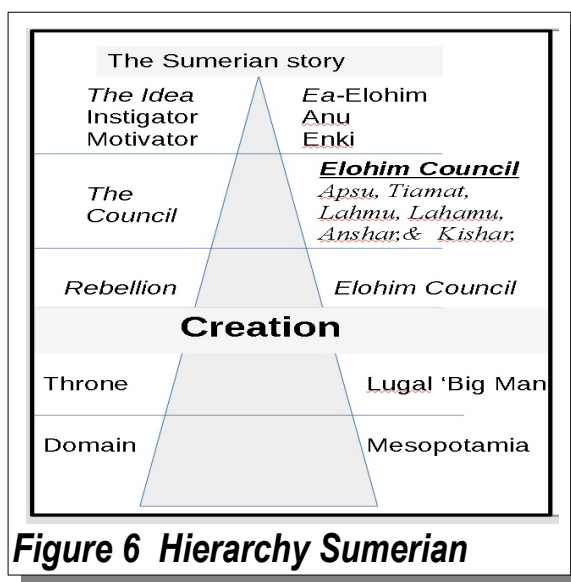 The Sumerian story
The Idea Ea-Elohim
Instigator Anu
Motivator Enki
Elohim Council
The Apsu, Tiamat,
Council Lahmu, Lahamu,
Anshar,& Kishar,
Rebellion Elohim Council
Creation
Throne Lugal ‘Big Man
Domain Mesopotamia
Figure 6 Hierarchy Sumerian